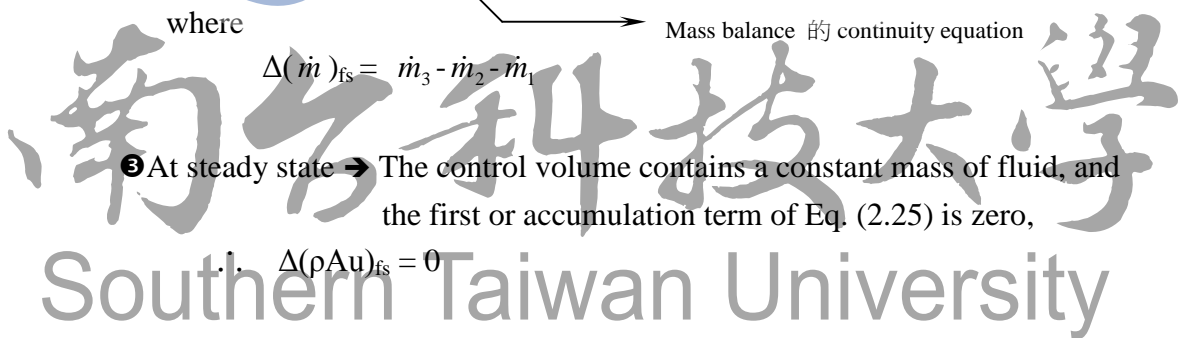 where
Mass balance 的 continuity equation
Δ( ṁ )fs = ṁ₃ - ṁ₂ - ṁ₁
❸At steady state ➔ The control volume contains a constant mass of fluid, and
the first or accumulation term of Eq. (2.25) is zero,
∴ Δ(ρAu)fs = 0
南台科技大學
Southern Taiwan University